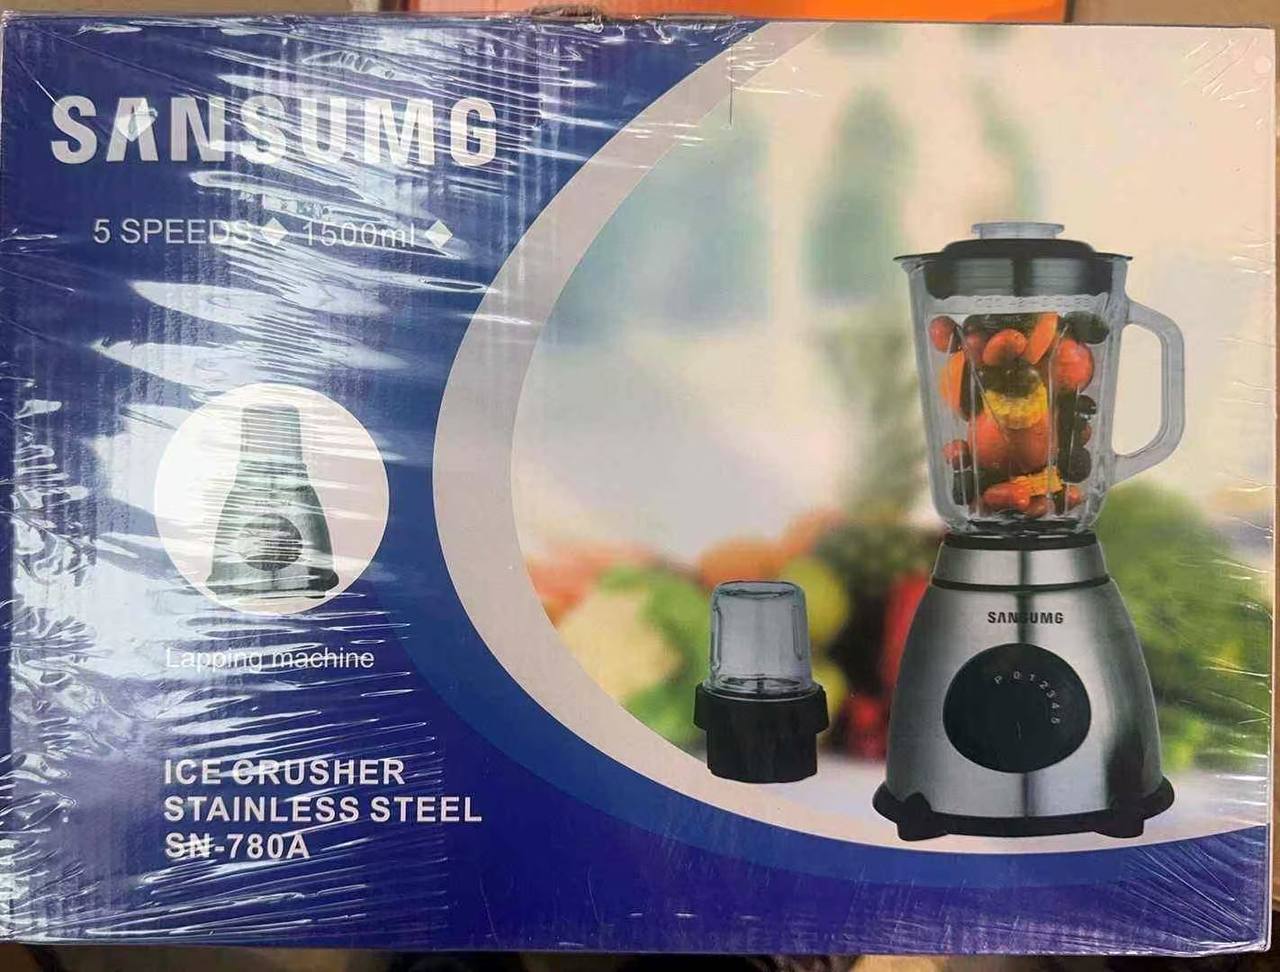 SANSUMG
5 SPEEDS 1500ml
SANSUMG
P 0 1 2 3 4 5
Lapping machine
ICE CRUSHER
STAINLESS STEEL
SN-780A